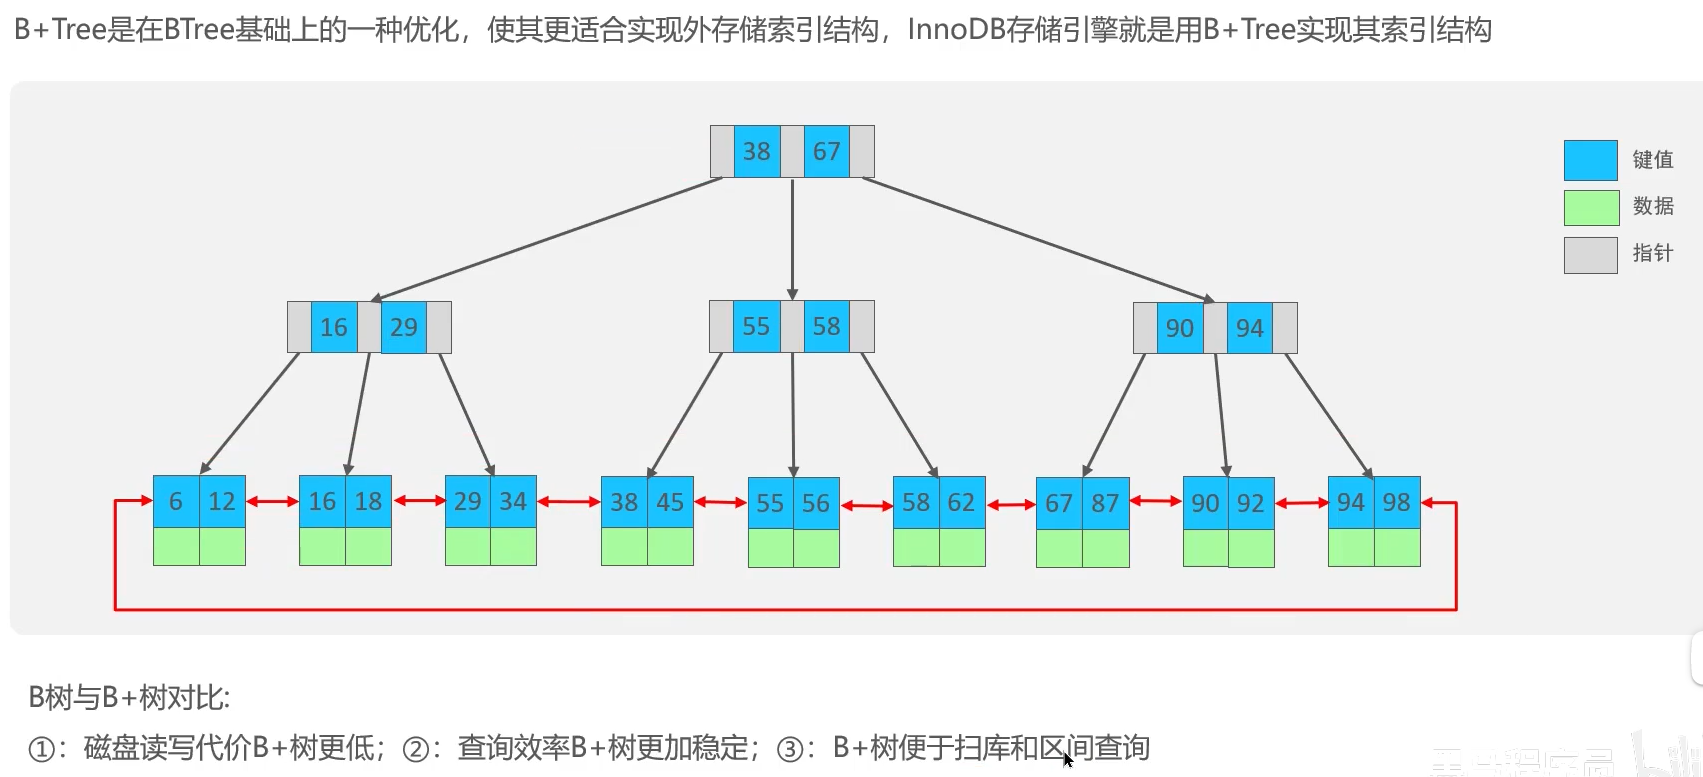 B+Tree是在BTree基础上的一种优化，使其更适合实现外存储索引结构，InnoDB存储引擎就是用B+Tree实现其索引结构
38 67
键值
数据
指针
16 29 55 58 90 94
6 12 16 18 29 34 38 45 55 56 58 62 67 87 90 92 94 98
B树与B+树对比:
①：磁盘读写代价B+树更低；②：查询效率B+树更加稳定；③：B+树便于扫库和区间查询